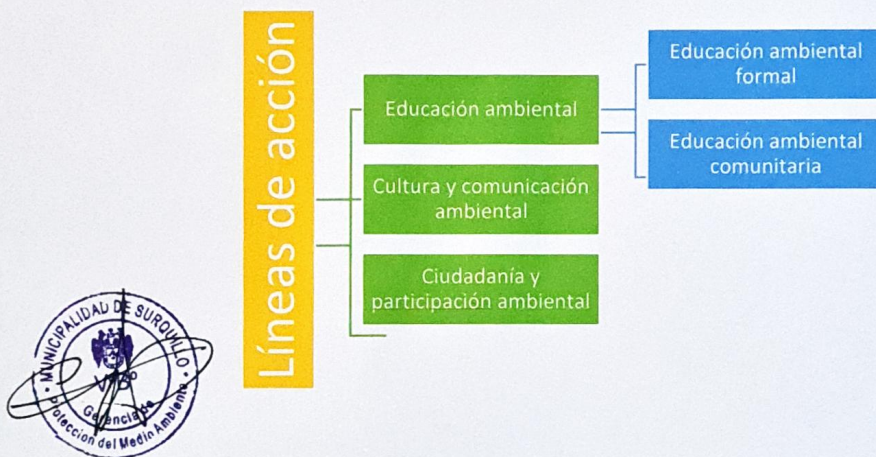 Líneas de acción
Educación ambiental
Educación ambiental
formal
Educación ambiental
comunitaria
Cultura y comunicación
ambiental
Ciudadanía y
participación ambiental
MUNICIPALIDAD DE SURQUILLO
V°B°
Gerencia de
Protección del Medio Ambiente